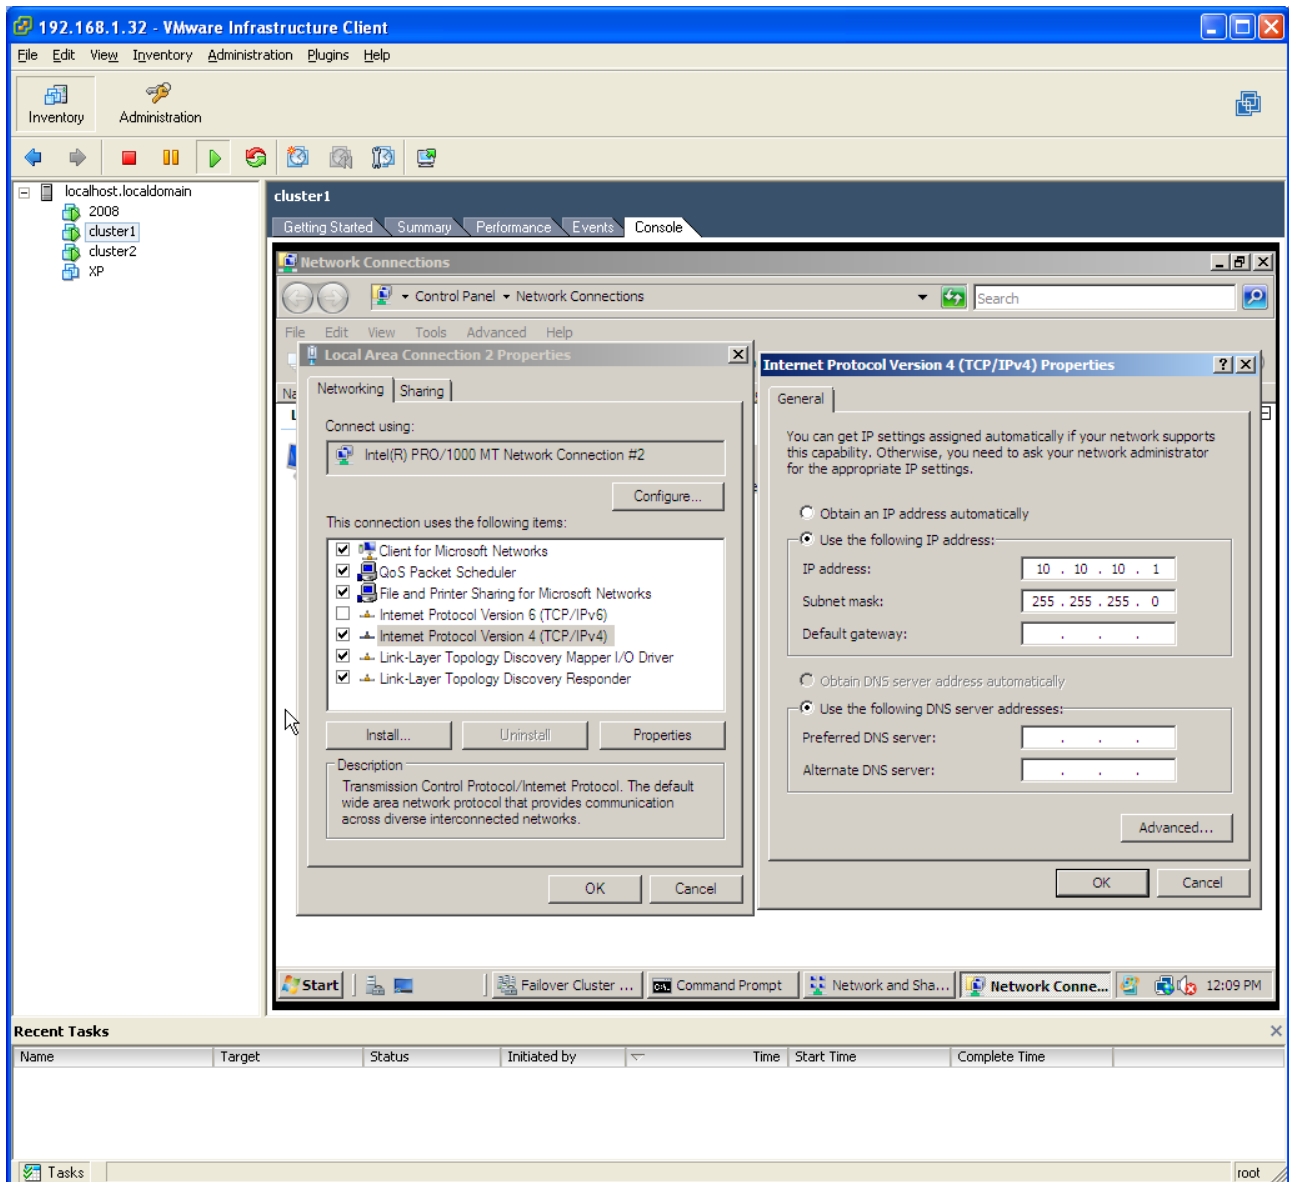 192.168.1.32 - VMware Infrastructure Client
File Edit View Inventory Administration Plugins Help
Inventory Administration
localhost.localdomain
2008
cluster1
cluster2
XP
cluster1
Getting Started Summary Performance Events Console
Network Connections
Control Panel Network Connections
Search
File Edit View Tools Advanced Help
Local Area Connection 2 Properties
Networking Sharing
Connect using:
Intel(R) PRO/1000 MT Network Connection #2
Configure...
This connection uses the following items:
Client for Microsoft Networks
QoS Packet Scheduler
File and Printer Sharing for Microsoft Networks
Internet Protocol Version 6 (TCP/IPv6)
Internet Protocol Version 4 (TCP/IPv4)
Link-Layer Topology Discovery Mapper I/O Driver
Link-Layer Topology Discovery Responder
Install... Uninstall Properties
Description
Transmission Control Protocol/Internet Protocol. The default
wide area network protocol that provides communication
across diverse interconnected networks.
OK Cancel
Internet Protocol Version 4 (TCP/IPv4) Properties
General
You can get IP settings assigned automatically if your network supports
this capability. Otherwise, you need to ask your network administrator
for the appropriate IP settings.
Obtain an IP address automatically
Use the following IP address:
IP address: 10 . 10 . 10 . 1
Subnet mask: 255 . 255 . 255 . 0
Default gateway: . . .
Obtain DNS server address automatically
Use the following DNS server addresses:
Preferred DNS server: . . .
Alternate DNS server: . . .
Advanced...
OK Cancel
Start Failover Cluster ... Command Prompt Network and Sha... Network Conne... 12:09 PM
Recent Tasks
Name Target Status Initiated by Time Start Time Complete Time
Tasks root